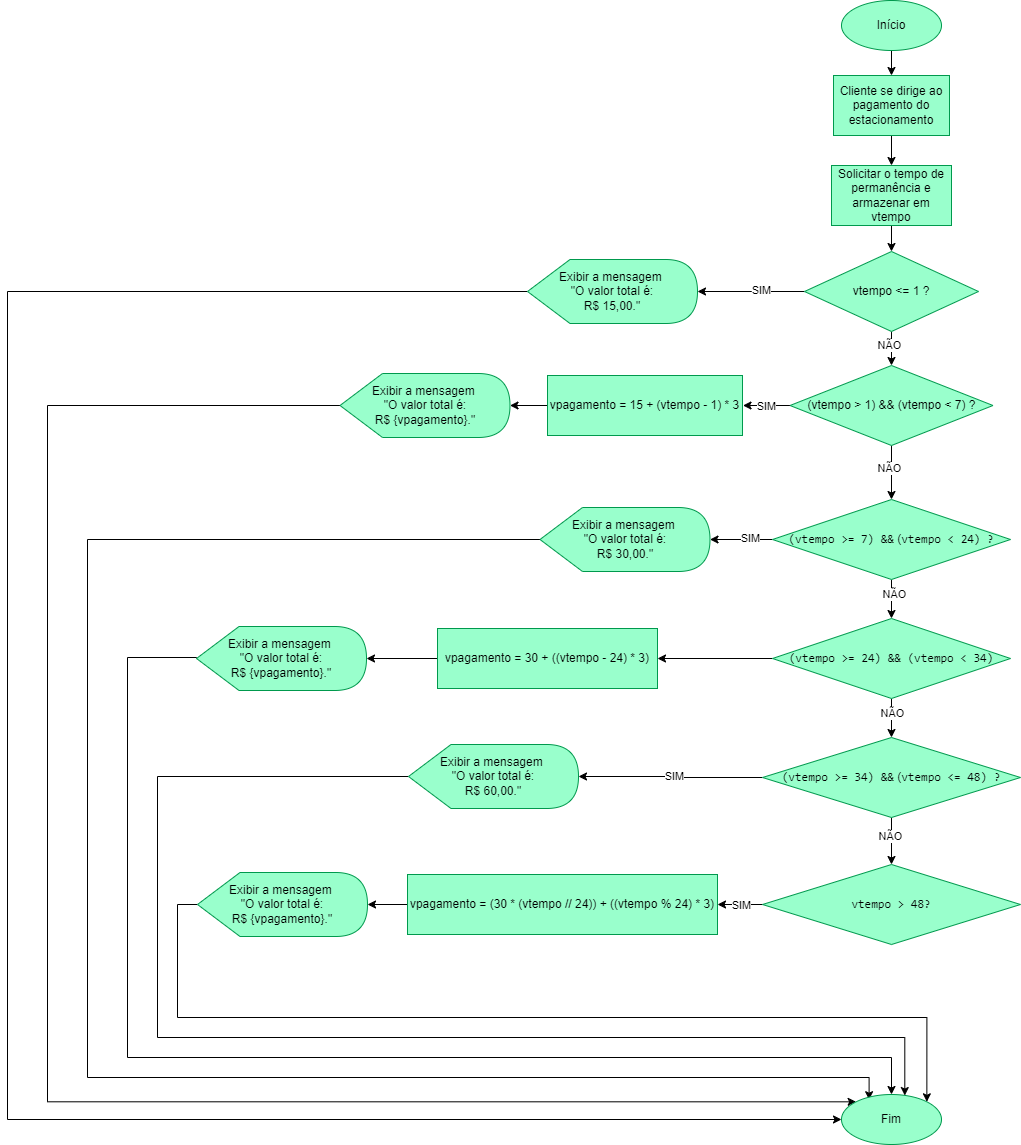 Início
Cliente se dirige ao
pagamento do
estacionamento
Solicitar o tempo de
permanência e
armazenar em
vtempo
vtempo <= 1 ?
SIM
Exibir a mensagem
"O valor total é:
R$ 15,00."
NÃO
(vtempo > 1) && (vtempo < 7) ?
SIM
vpagamento = 15 + (vtempo - 1) * 3
Exibir a mensagem
"O valor total é:
R$ {vpagamento}."
NÃO
(vtempo >= 7) && (vtempo < 24) ?
SIM
Exibir a mensagem
"O valor total é:
R$ 30,00."
NÃO
(vtempo >= 24) && (vtempo < 34)
vpagamento = 30 + ((vtempo - 24) * 3)
Exibir a mensagem
"O valor total é:
R$ {vpagamento}."
NÃO
(vtempo >= 34) && (vtempo <= 48) ?
SIM
Exibir a mensagem
"O valor total é:
R$ 60,00."
NÃO
vtempo > 48?
SIM
vpagamento = (30 * (vtempo // 24)) + ((vtempo % 24) * 3)
Exibir a mensagem
"O valor total é:
R$ {vpagamento}."
Fim